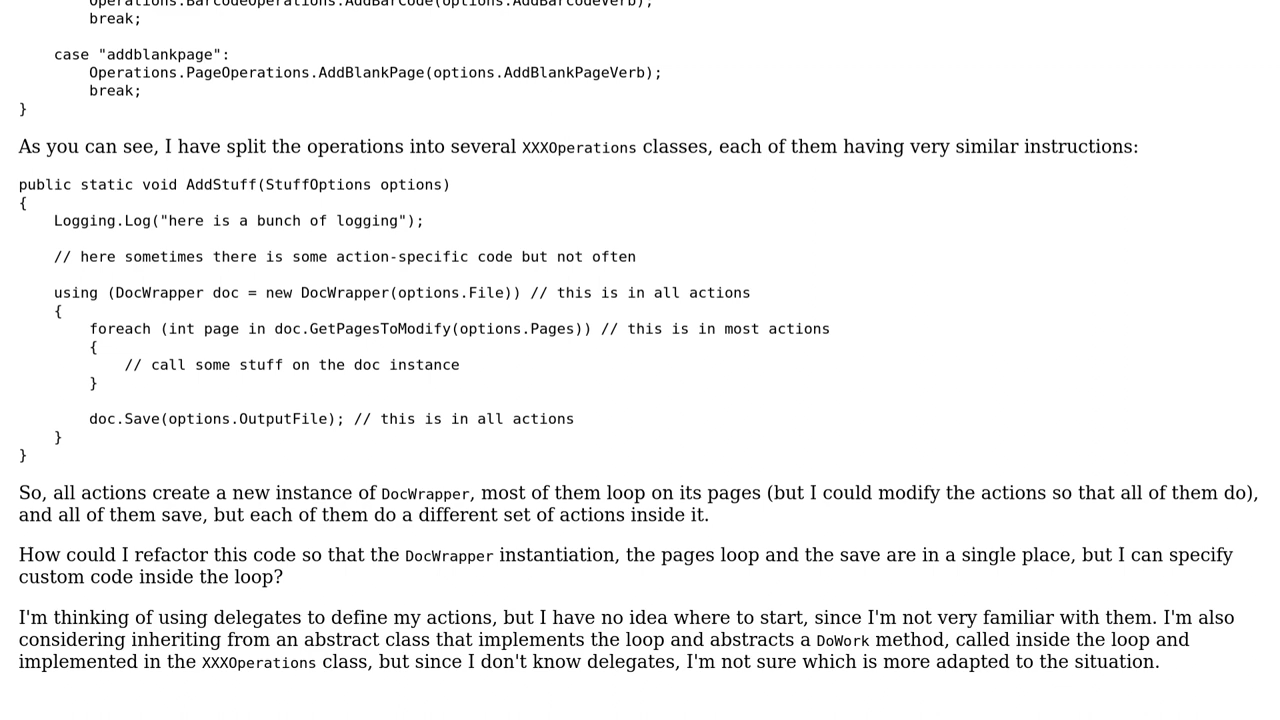 Operations.BarcodeOperations.AddBarCode(options.AddBarcodeVerb);
break;
case "addblankpage":
Operations.PageOperations.AddBlankPage(options.AddBlankPageVerb);
break;
}
As you can see, I have split the operations into several XXXOperations classes, each of them having very similar instructions:
public static void AddStuff(StuffOptions options)
{
Logging.Log("here is a bunch of logging");
// here sometimes there is some action-specific code but not often
using (DocWrapper doc = new DocWrapper(options.File)) // this is in all actions
{
foreach (int page in doc.GetPagesToModify(options.Pages)) // this is in most actions
{
// call some stuff on the doc instance
}
doc.Save(options.OutputFile); // this is in all actions
}
}
So, all actions create a new instance of DocWrapper, most of them loop on its pages (but I could modify the actions so that all of them do),
and all of them save, but each of them do a different set of actions inside it.
How could I refactor this code so that the DocWrapper instantiation, the pages loop and the save are in a single place, but I can specify
custom code inside the loop?
I'm thinking of using delegates to define my actions, but I have no idea where to start, since I'm not very familiar with them. I'm also
considering inheriting from an abstract class that implements the loop and abstracts a DoWork method, called inside the loop and
implemented in the XXXOperations class, but since I don't know delegates, I'm not sure which is more adapted to the situation.